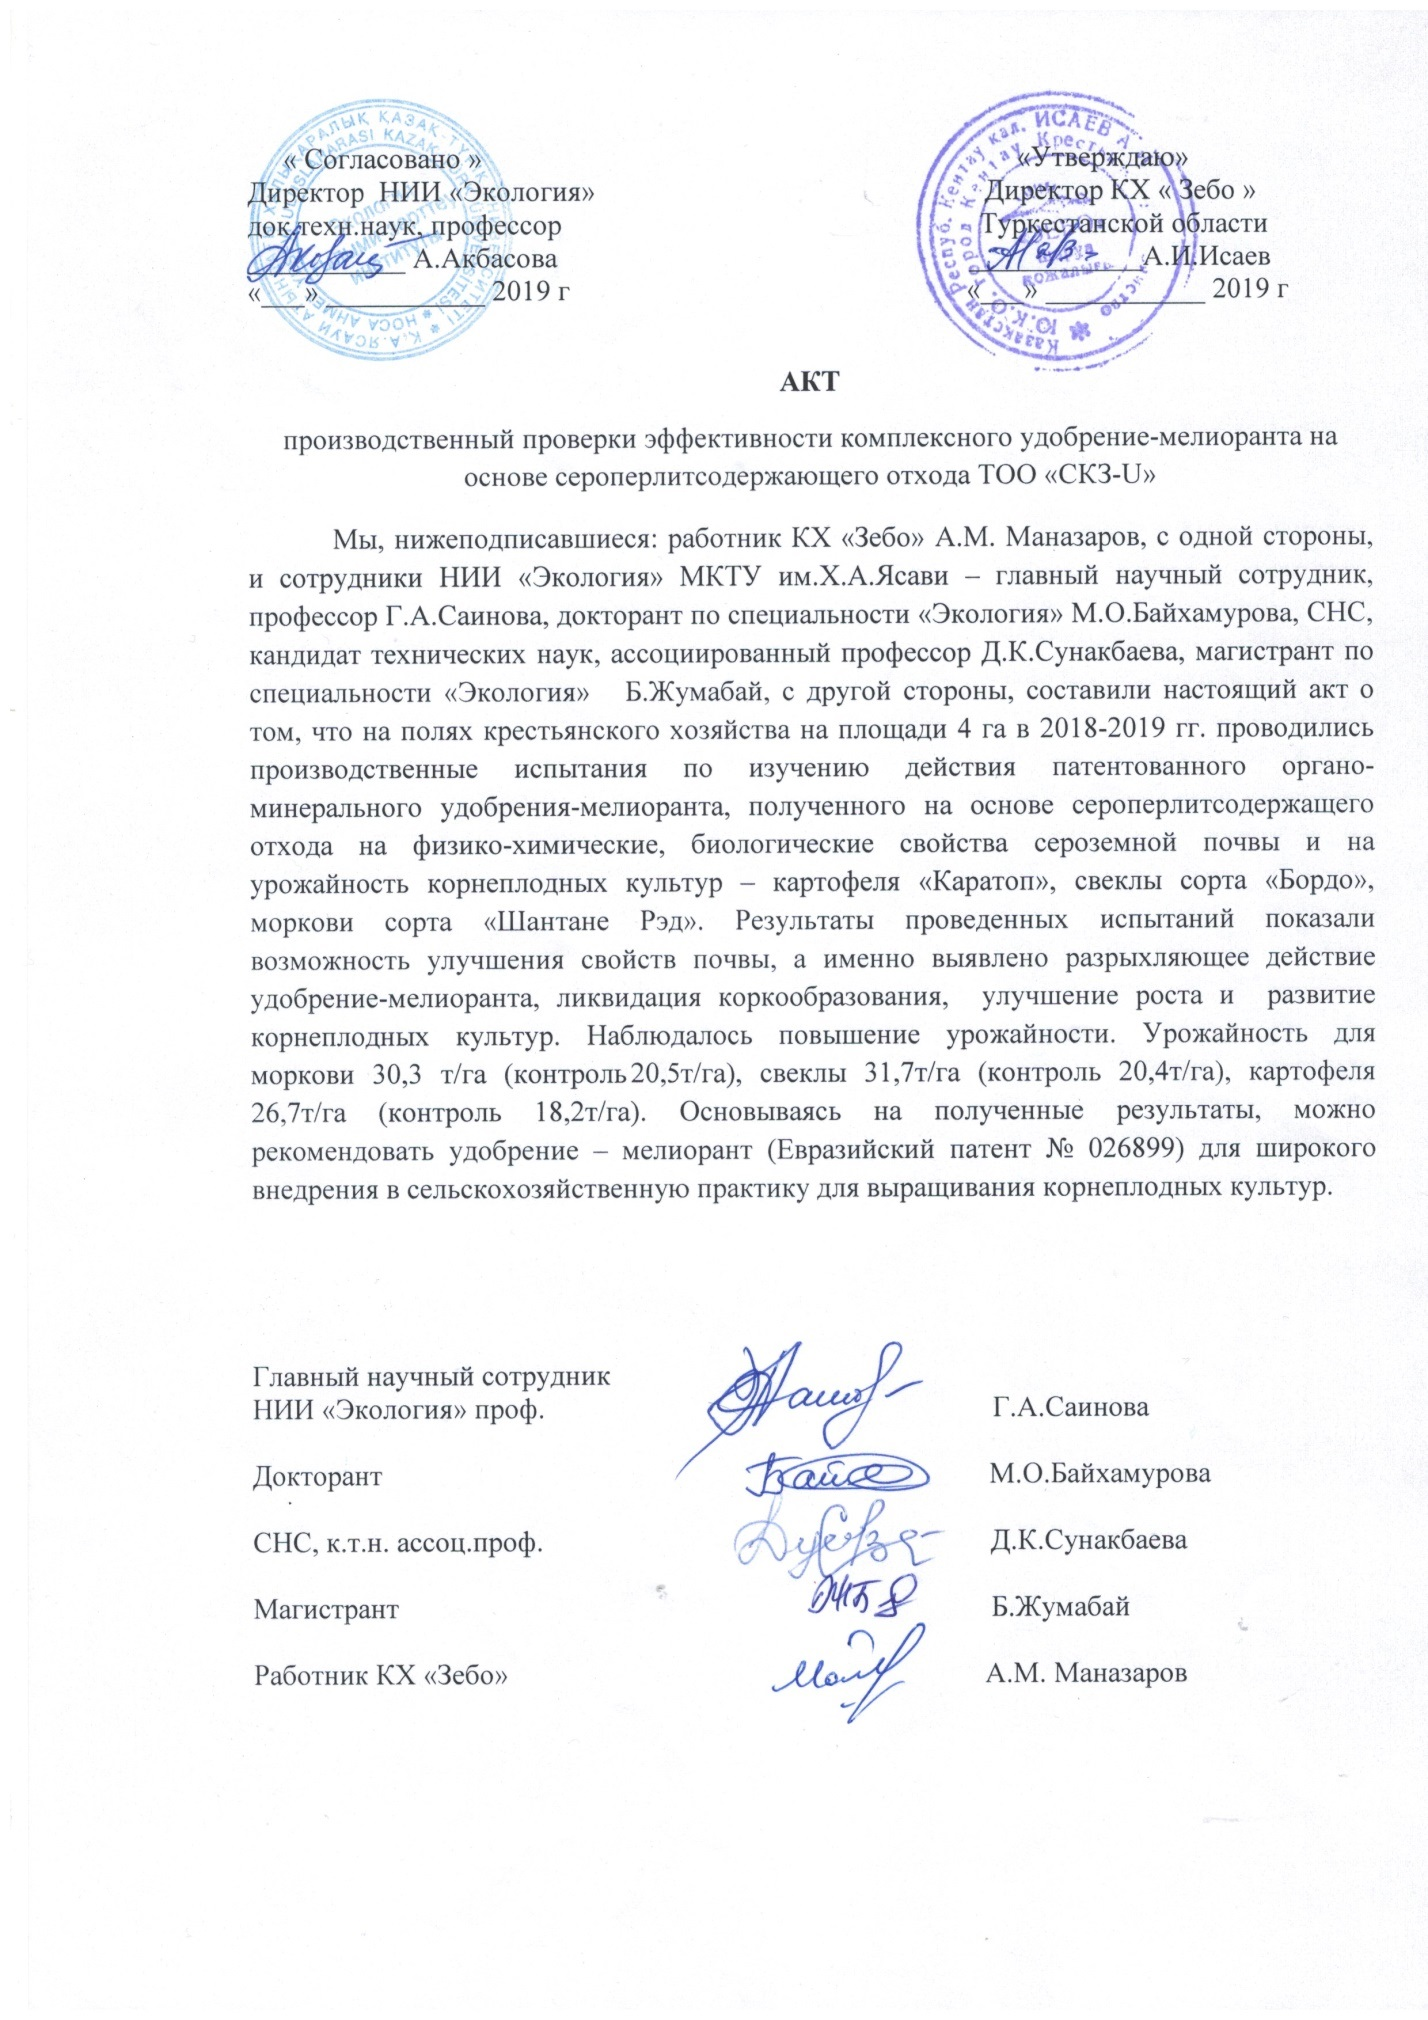 « Согласовано »
Директор НИИ «Экология»
док.техн.наук, профессор
___________ А.Акбасова
«___» ___________ 2019 г
«Утверждаю»
Директор КХ « Зебо »
Туркестанской области
___________А.И.Исаев
«___» ___________ 2019 г
АКТ
производственный проверки эффективности комплексного удобрение-мелиоранта на
основе сероперлитсодержающего отхода ТОО «СКЗ-U»
Мы, нижеподписавшиеся: работник КХ «Зебо» А.М. Маназаров, с одной стороны,
и сотрудники НИИ «Экология» МКТУ им.Х.А.Ясави – главный научный сотрудник,
профессор Г.А.Саинова, докторант по специальности «Экология» М.О.Байхамурова, СНС,
кандидат технических наук, ассоциированный профессор Д.К.Сунакбаева, магистрант по
специальности «Экология» Б.Жумабай, с другой стороны, составили настоящий акт о
том, что на полях крестьянского хозяйства на площади 4 га в 2018-2019 гг. проводились
производственные испытания по изучению действия патентованного органо-
минерального удобрения-мелиоранта, полученного на основе сероперлитсодержащего
отхода на физико-химические, биологические свойства сероземной почвы и на
урожайность корнеплодных культур – картофеля «Каратоп», свеклы сорта «Бордо»,
моркови сорта «Шантане Рэд». Результаты проведенных испытаний показали
возможность улучшения свойств почвы, а именно выявлено разрыхляющее действие
удобрение-мелиоранта, ликвидация коркообразования, улучшение роста и развитие
корнеплодных культур. Наблюдалось повышение урожайности. Урожайность для
моркови 30,3 т/га (контроль 20,5т/га), свеклы 31,7т/га (контроль 20,4т/га), картофеля
26,7т/га (контроль 18,2т/га). Основываясь на полученные результаты, можно
рекомендовать удобрение – мелиорант (Евразийский патент № 026899) для широкого
внедрения в сельскохозяйственную практику для выращивания корнеплодных культур.
Главный научный сотрудник
НИИ «Экология» проф. Г.А.Саинова
Докторант М.О.Байхамурова
СНС, к.т.н. ассоц.проф. Д.К.Сунакбаева
Магистрант Б.Жумабай
Работник КХ «Зебо» А.М. Маназаров